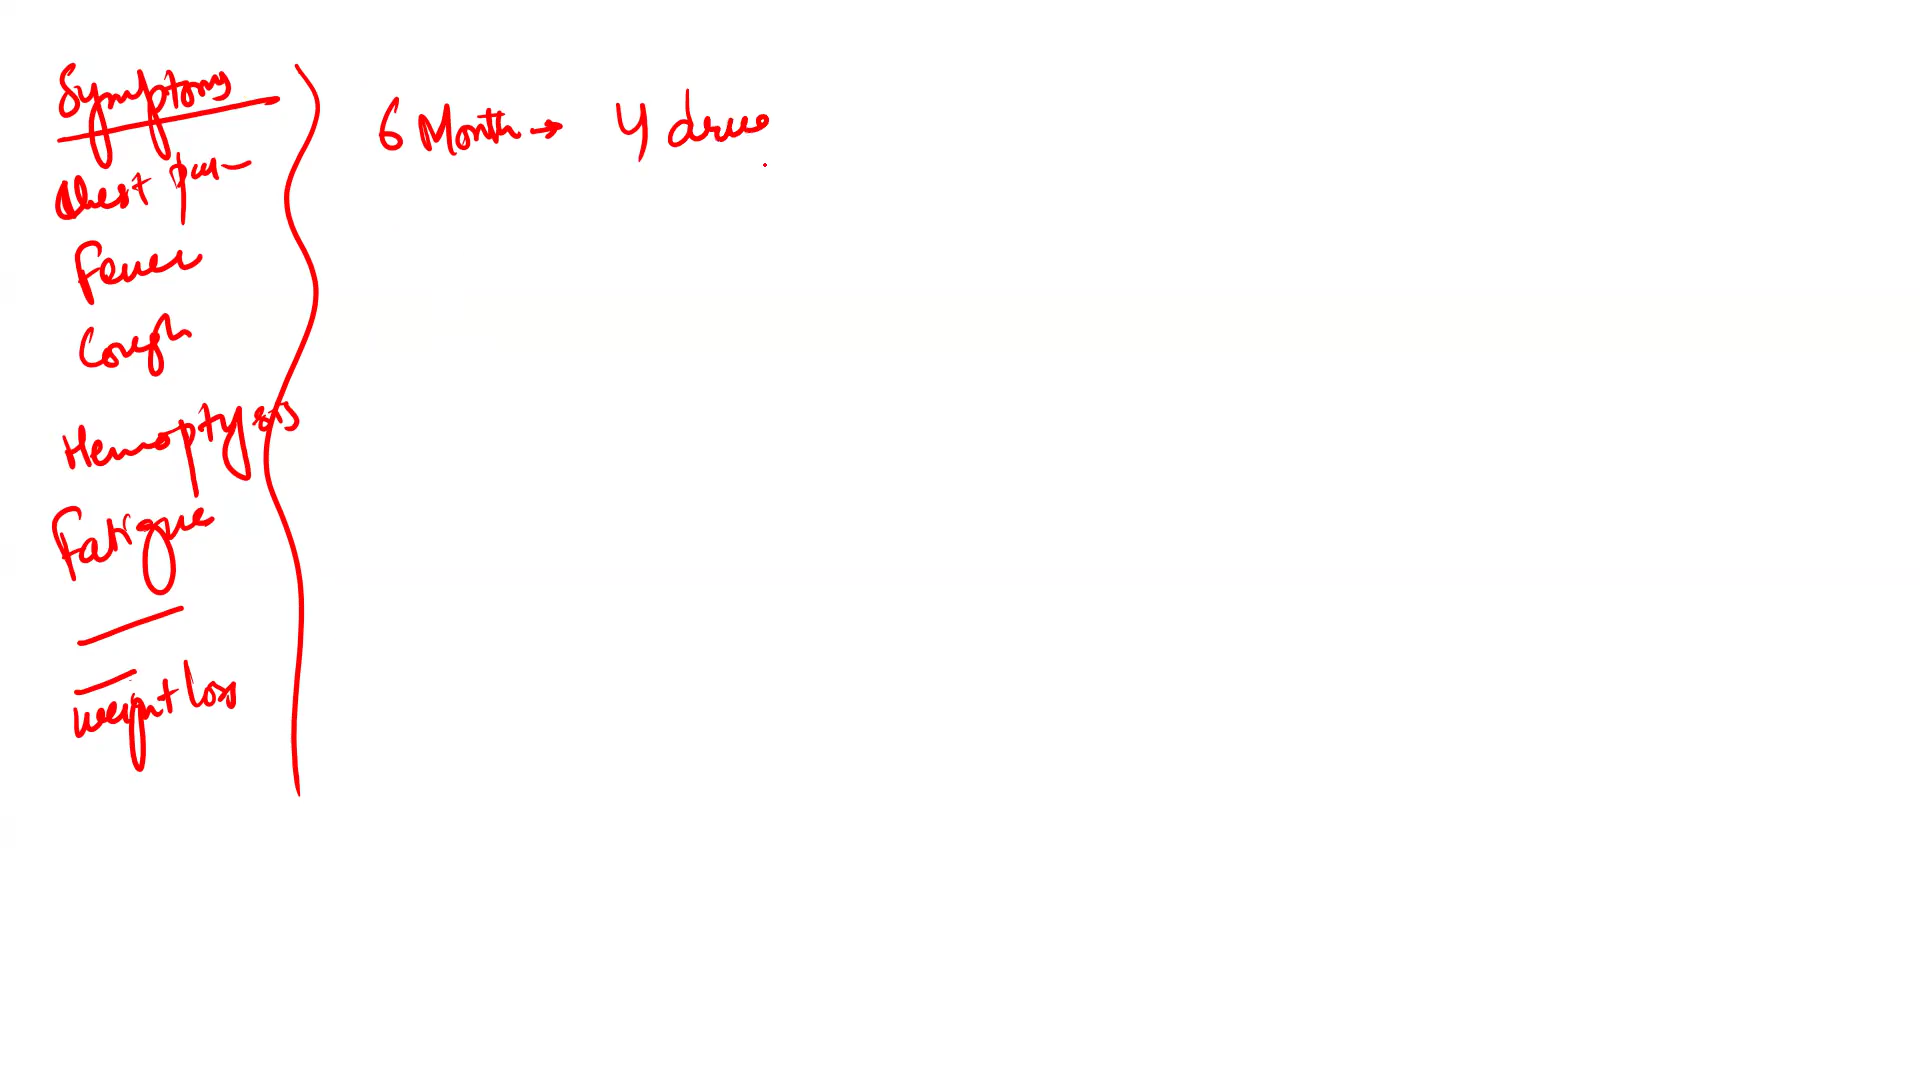 Symptoms
Chest pain
Fever
Cough
Hemoptysis
Fatigue
weight loss
6 Month → 4 drug